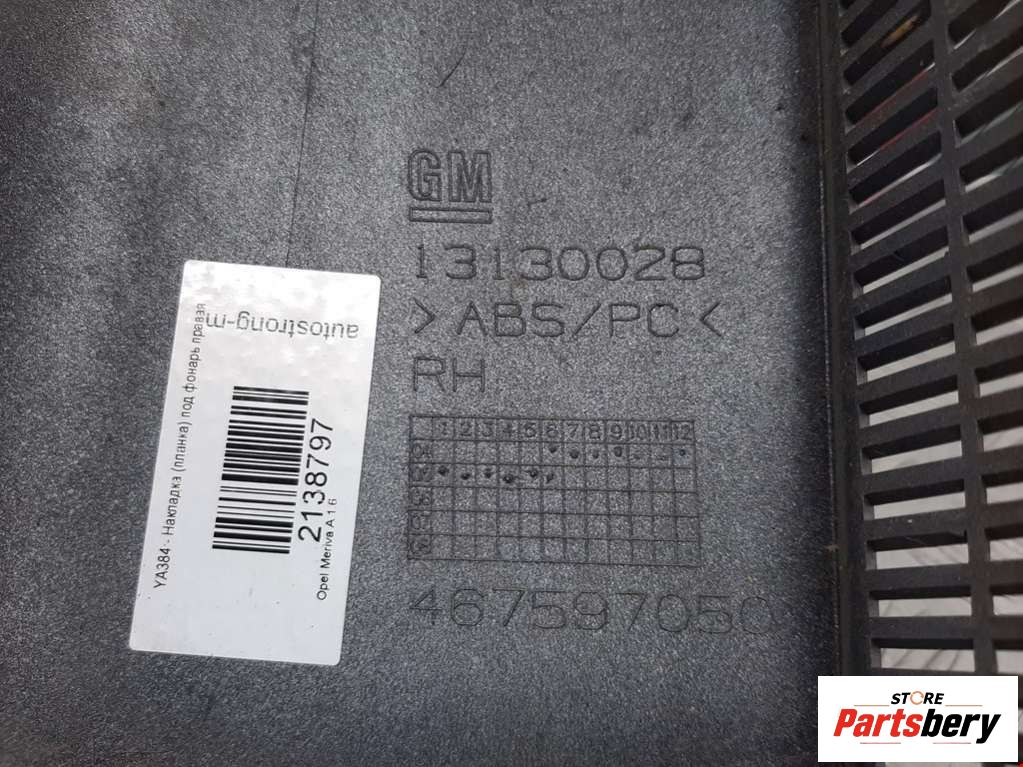 GM
13130028
>ABS/PC<
RH
1 2 3 4 5 6 7 8 9 10 11 12
04
467597050
autostrong-m
2138797
Opel Meriva A 1.6
YA384 - Накладка (планка) под фонарь правая
STORE
Partsbery